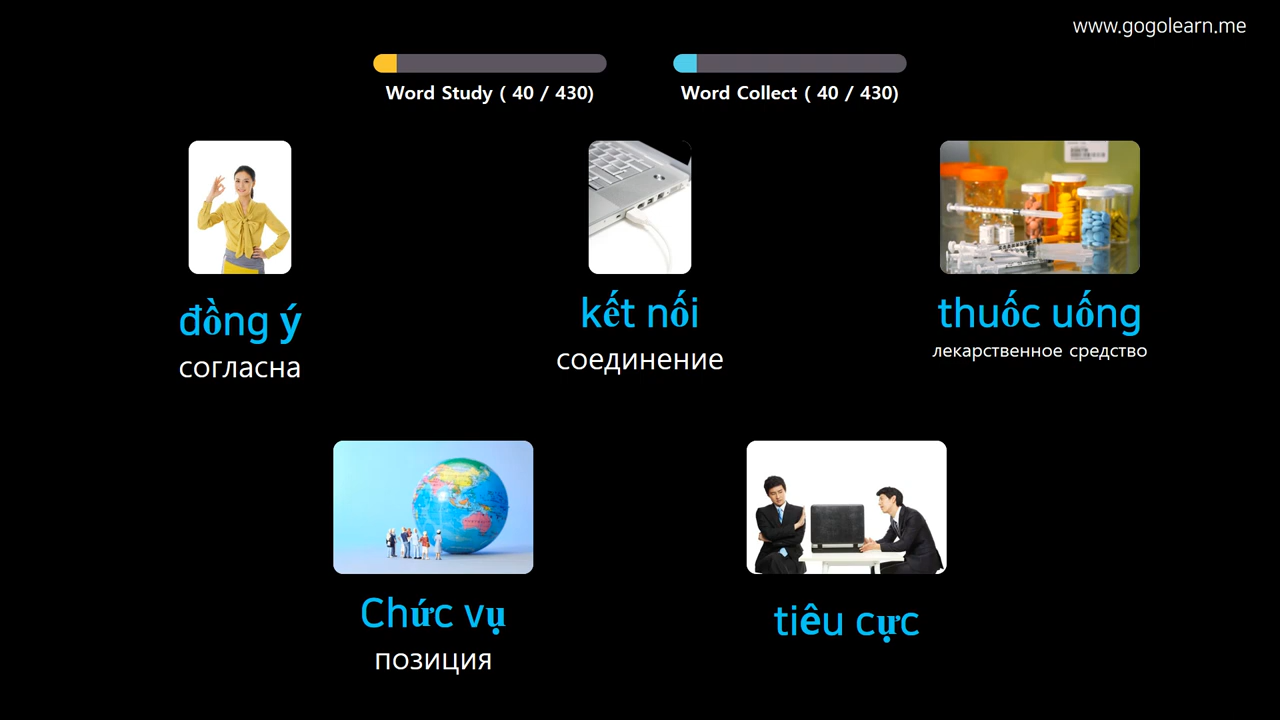 www.gogolearn.me
Word Study ( 40 / 430)
Word Collect ( 40 / 430)
đồng ý
согласна
kết nối
соединение
thuốc uống
лекарственное средство
Chức vụ
позиция
tiêu cực